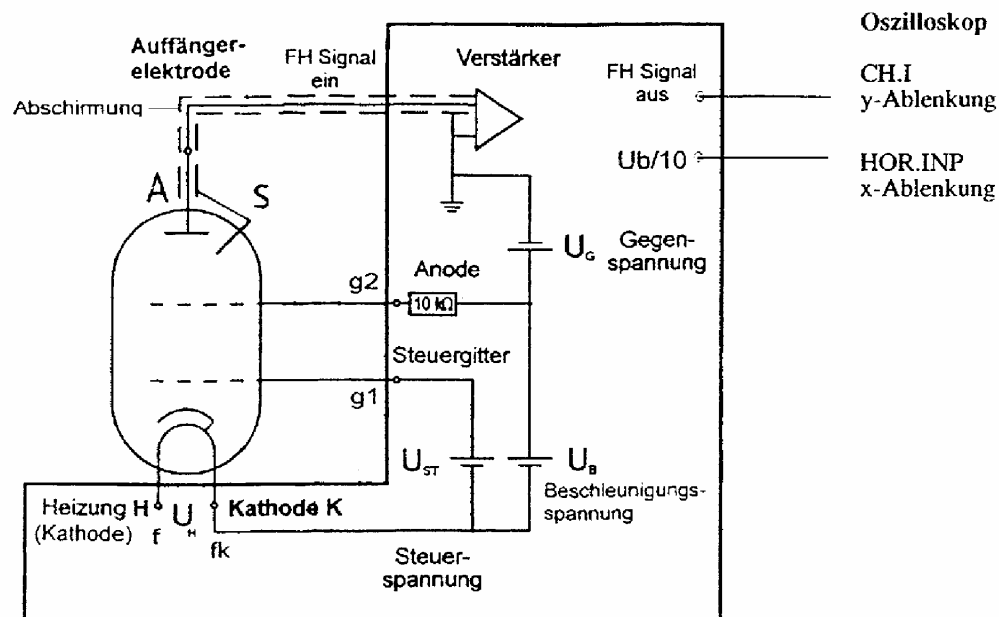 Auffänger-
elektrode
Abschirmung
FH Signal
ein
Verstärker
FH Signal
aus
Ub/10
Oszilloskop
CH.I
y-Ablenkung
HOR.INP
x-Ablenkung
A
S
U_G
Gegen-
spannung
g2
Anode
10 kΩ
Steuergitter
g1
U_ST
U_B
Beschleunigungs-
spannung
Heizung H
(Kathode)
f
U_H
Kathode K
fk
Steuer-
spannung